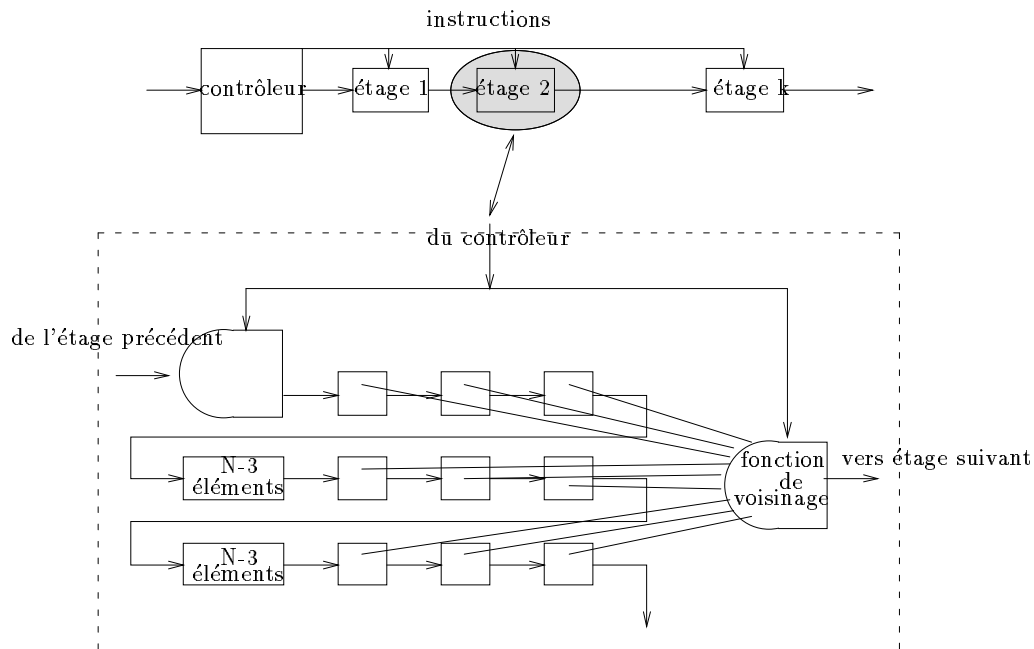 instructions
contrôleur
étage 1
étage 2
étage k
du contrôleur
de l'étage précédent
N-3
éléments
fonction
de
voisinage
vers étage suivant
N-3
éléments